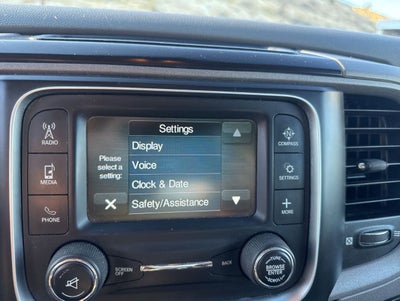 Settings
Display
Voice
Clock & Date
Safety/Assistance
Please
select a
setting:
RADIO
MEDIA
PHONE
COMPASS
SETTINGS
MORE
SCREEN
OFF
BACK
BROWSE
ENTER
TUNE
SCROLL